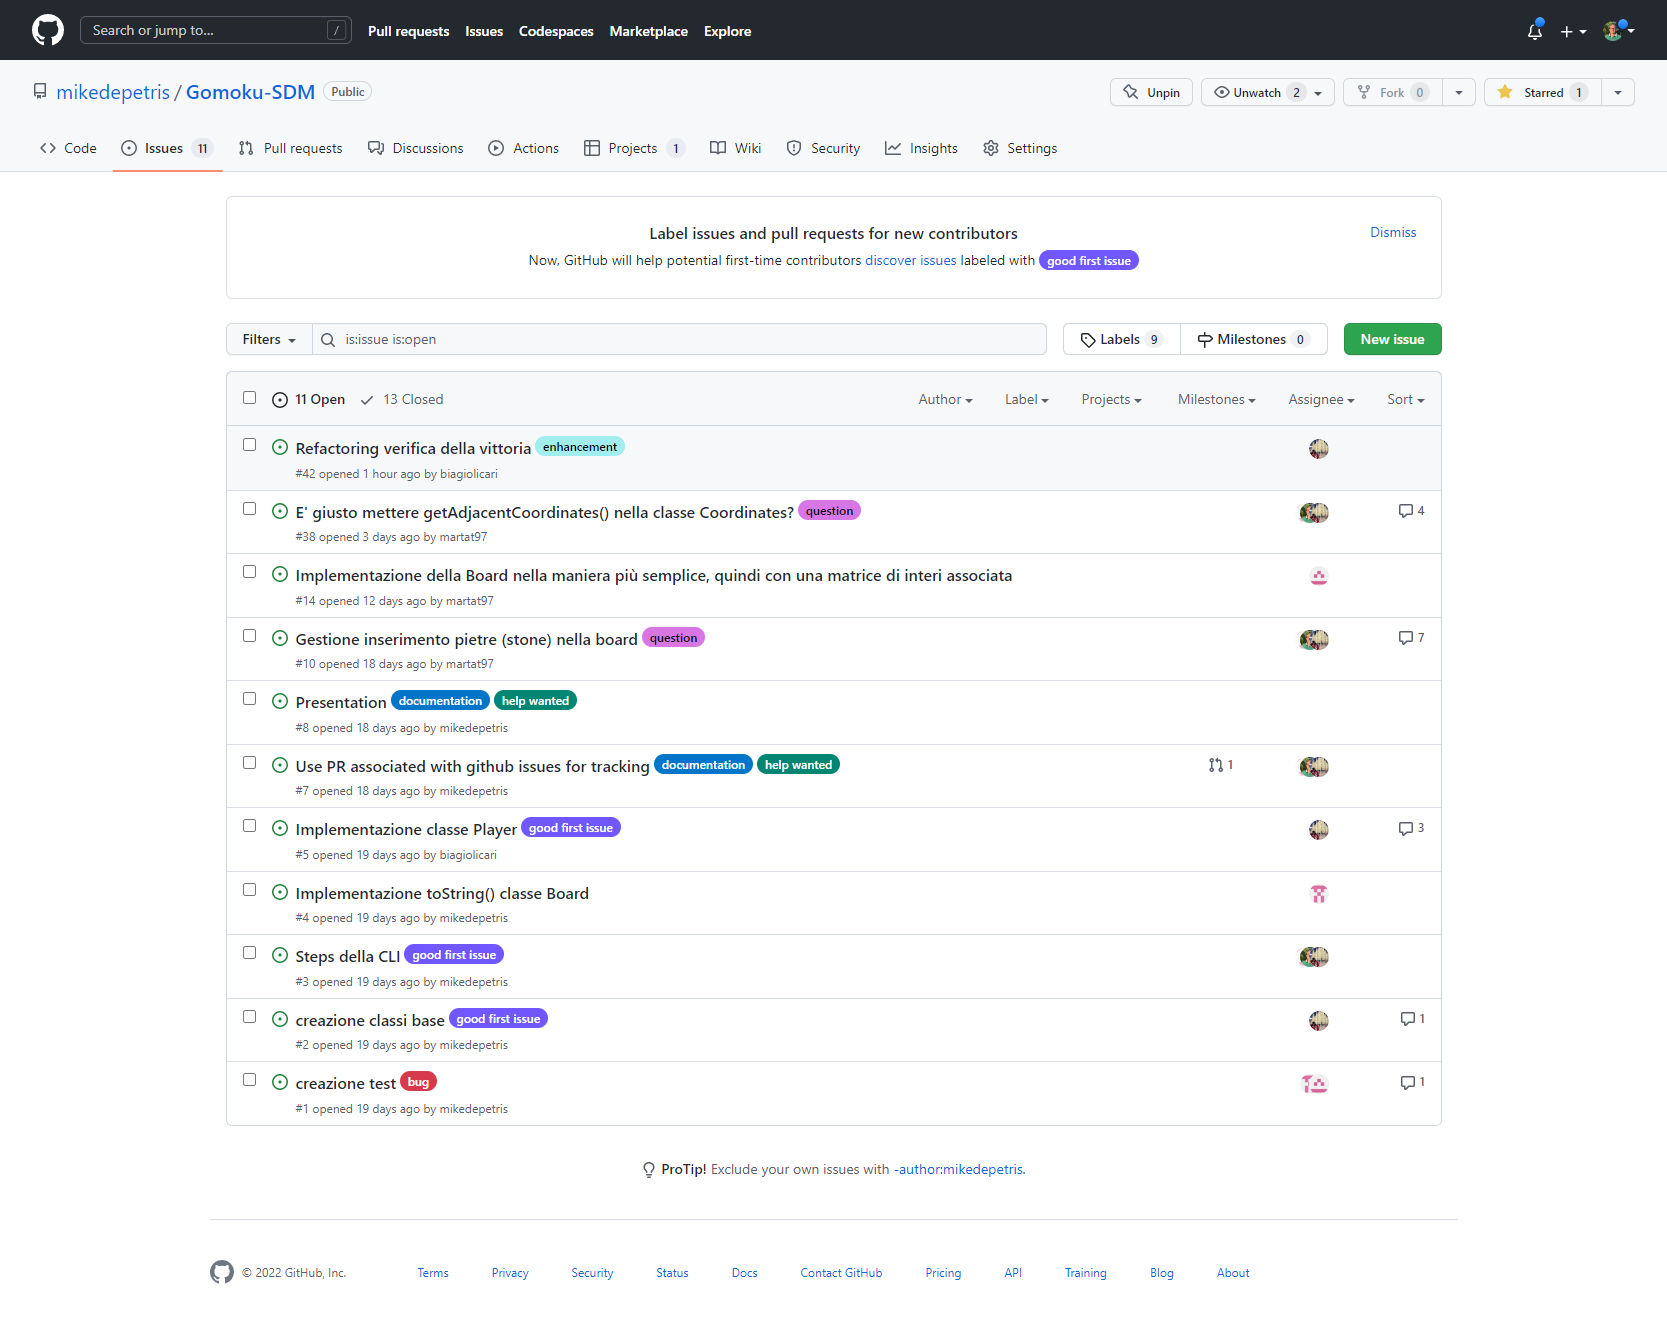 Search or jump to... / Pull requests Issues Codespaces Marketplace Explore
mikedepetris / Gomoku-SDM Public Unpin Unwatch 2 Fork 0 Starred 1
Code Issues 11 Pull requests Discussions Actions Projects 1 Wiki Security Insights Settings
Label issues and pull requests for new contributors Dismiss
Now, GitHub will help potential first-time contributors discover issues labeled with good first issue
Filters is:issue is:open Labels 9 Milestones 0 New issue
11 Open 13 Closed Author Label Projects Milestones Assignee Sort
Refactoring verifica della vittoria enhancement
#42 opened 1 hour ago by biagiolicari
E' giusto mettere getAdjacentCoordinates() nella classe Coordinates? question 4
#38 opened 3 days ago by martat97
Implementazione della Board nella maniera più semplice, quindi con una matrice di interi associata
#14 opened 12 days ago by martat97
Gestione inserimento pietre (stone) nella board question 7
#10 opened 18 days ago by martat97
Presentation documentation help wanted
#8 opened 18 days ago by mikedepetris
Use PR associated with github issues for tracking documentation help wanted 1
#7 opened 18 days ago by mikedepetris
Implementazione classe Player good first issue 3
#5 opened 19 days ago by biagiolicari
Implementazione toString() classe Board
#4 opened 19 days ago by mikedepetris
Steps della CLI good first issue
#3 opened 19 days ago by mikedepetris
creazione classi base good first issue 1
#2 opened 19 days ago by mikedepetris
creazione test bug 1
#1 opened 19 days ago by mikedepetris
ProTip! Exclude your own issues with -author:mikedepetris.
© 2022 GitHub, Inc. Terms Privacy Security Status Docs Contact GitHub Pricing API Training Blog About